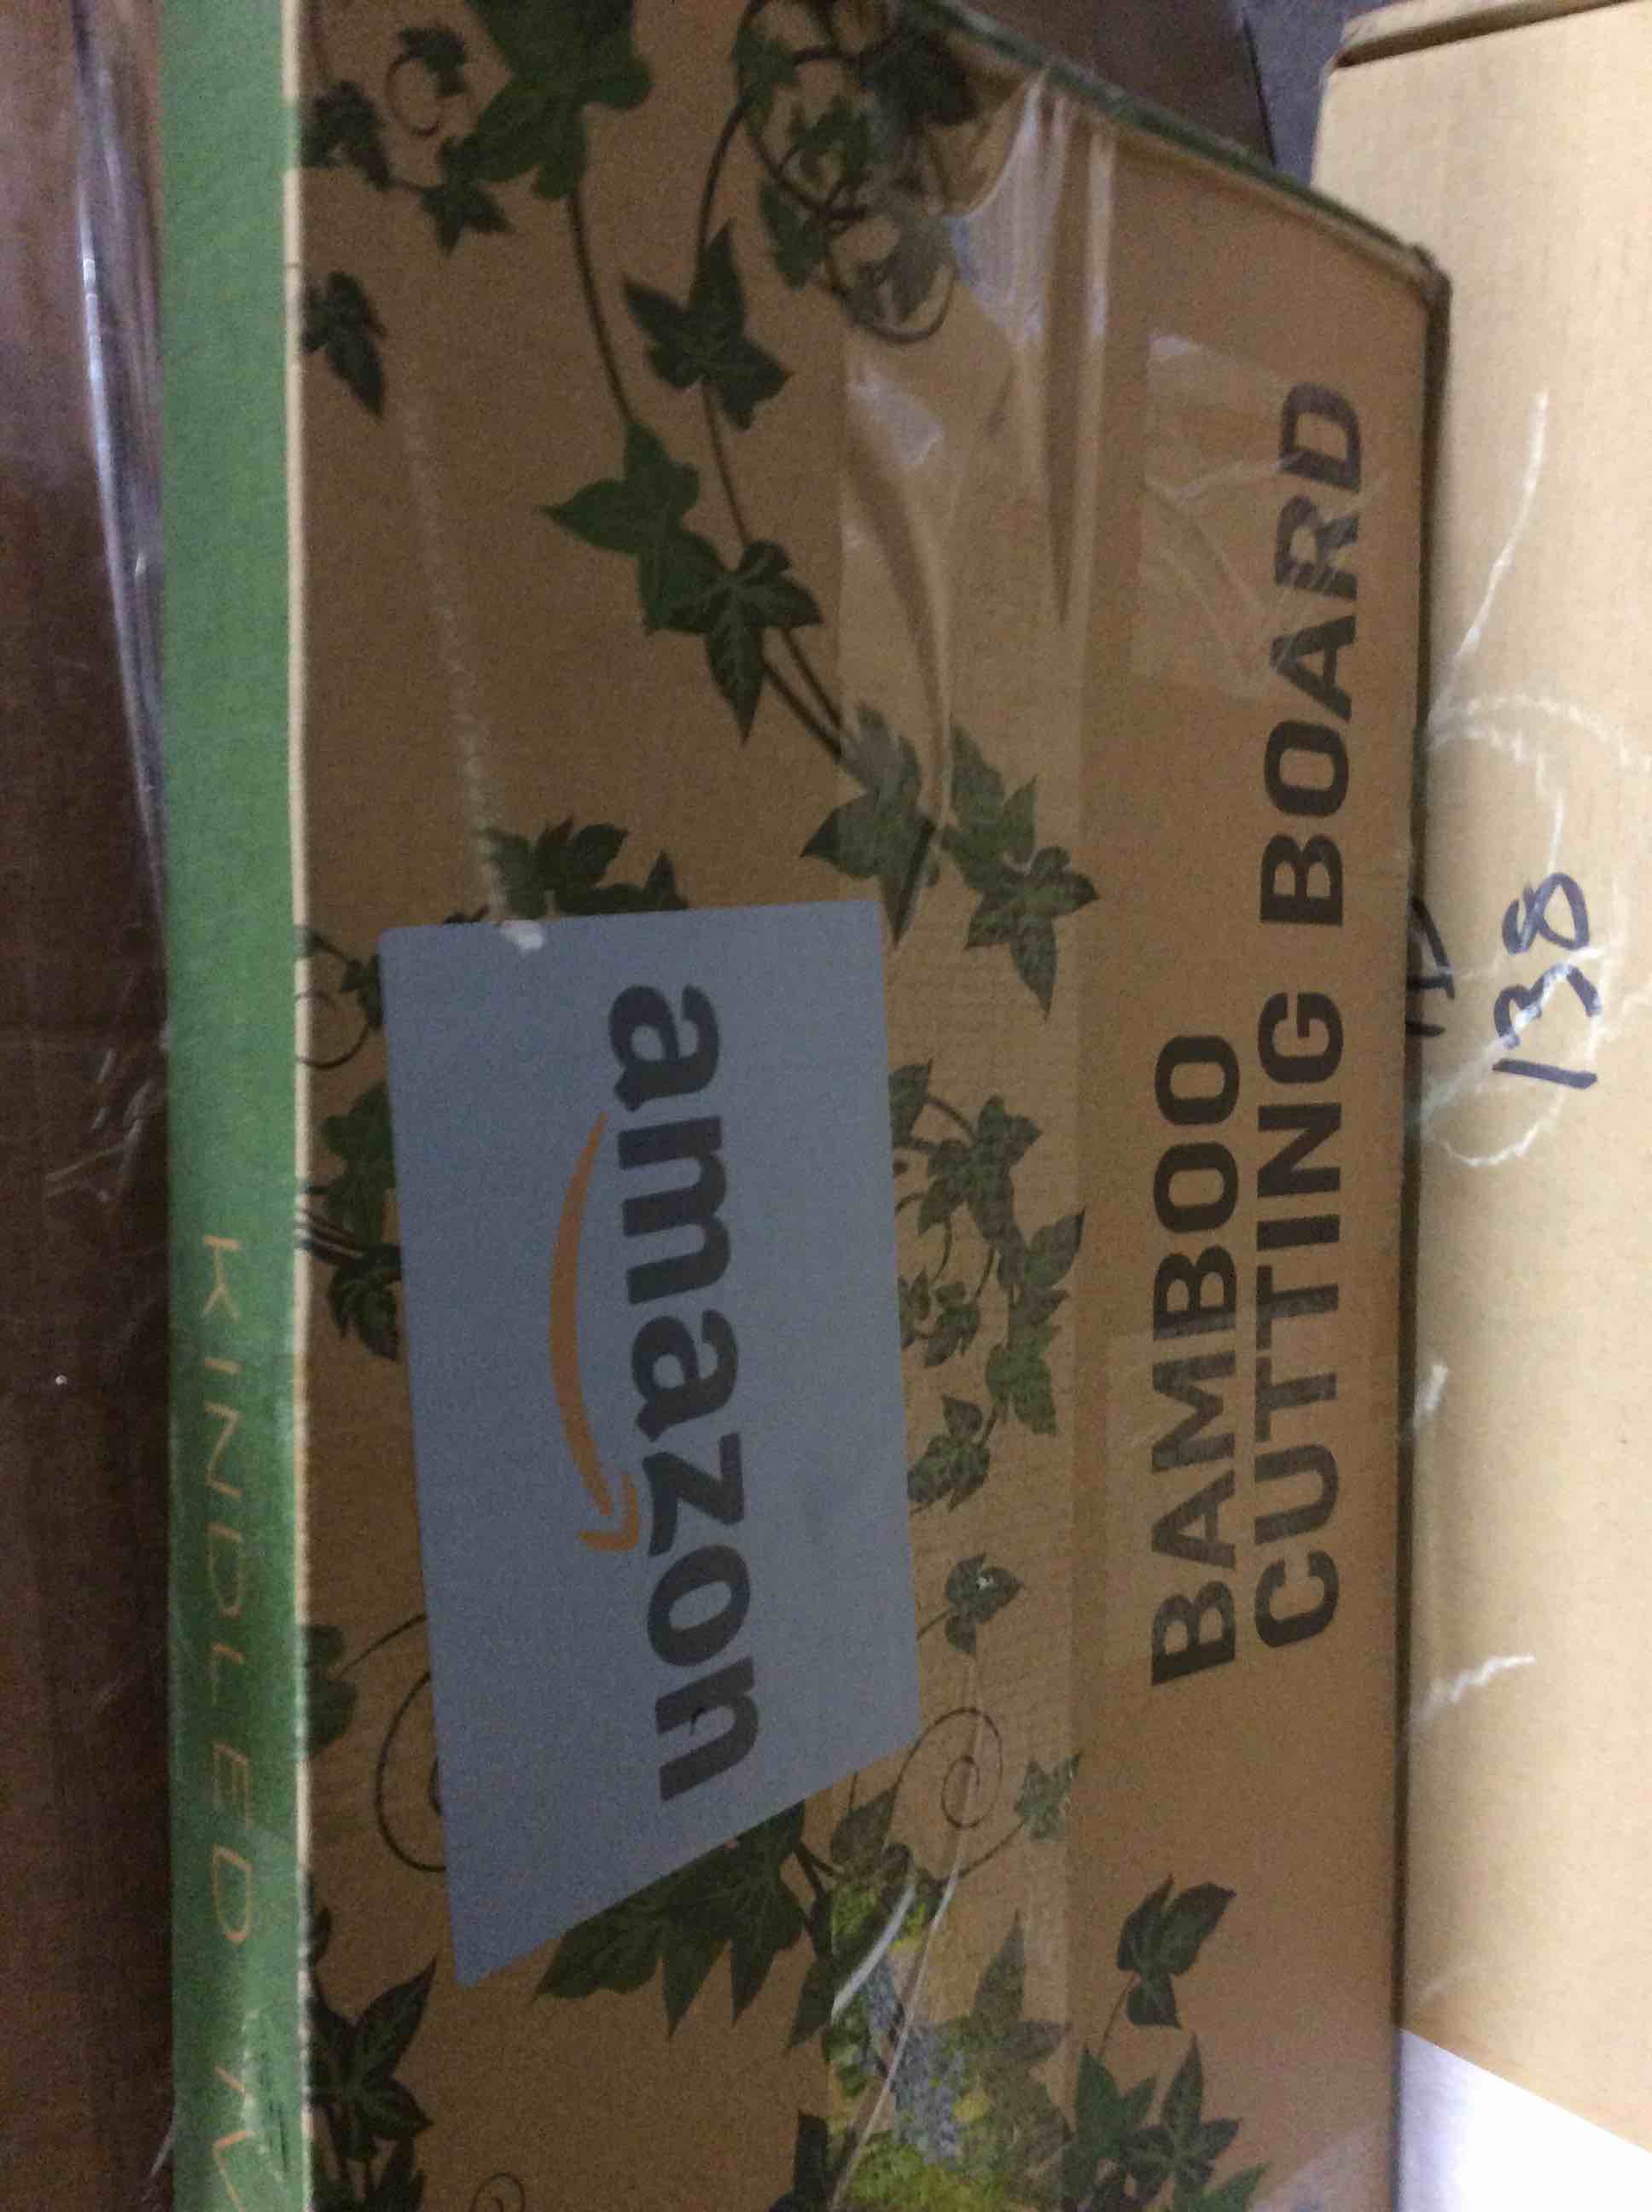 KINDLED
amazon
BAMBOO
CUTTING BOARD
138